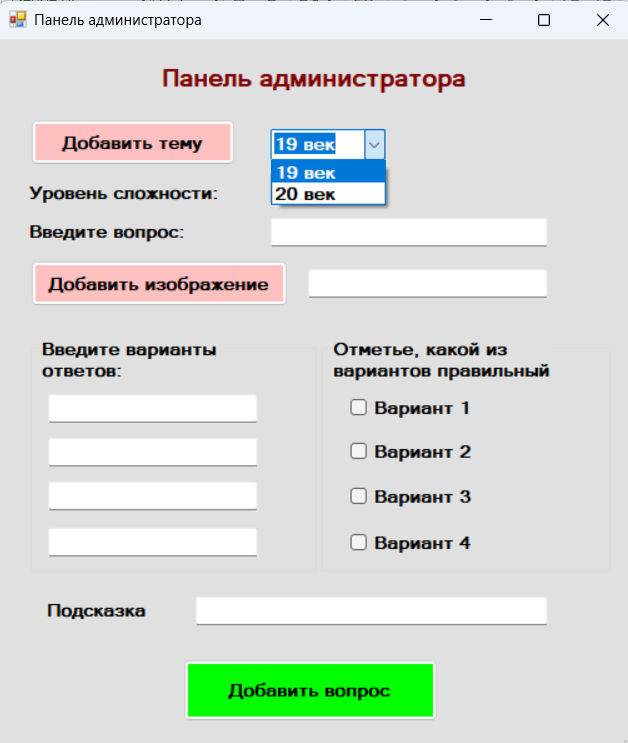 Панель администратора
Панель администратора
Добавить тему
19 век
19 век
20 век
Уровень сложности:
Введите вопрос:
Добавить изображение
Введите варианты
ответов:
Отметье, какой из
вариантов правильный
Вариант 1
Вариант 2
Вариант 3
Вариант 4
Подсказка
Добавить вопрос